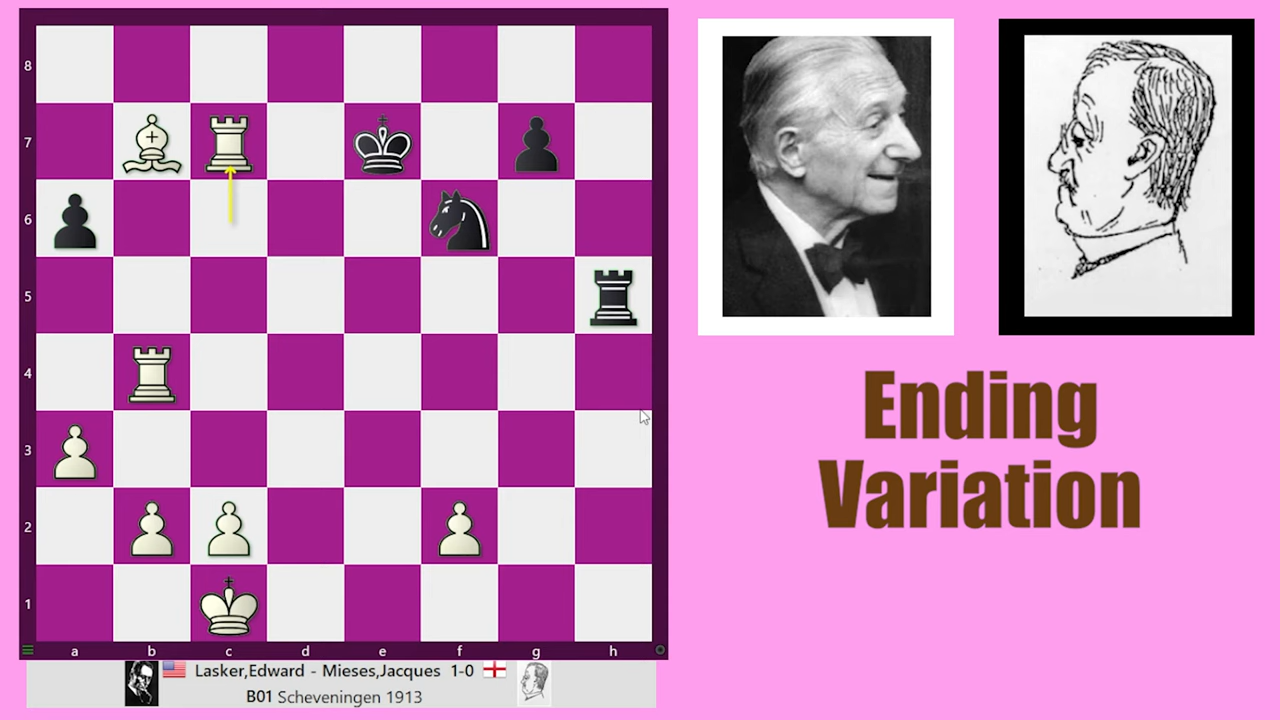 8
7
6
5
4
3
2
1
a b c d e f g h
Ending
Variation
Lasker,Edward - Mieses,Jacques 1-0
B01 Scheveningen 1913